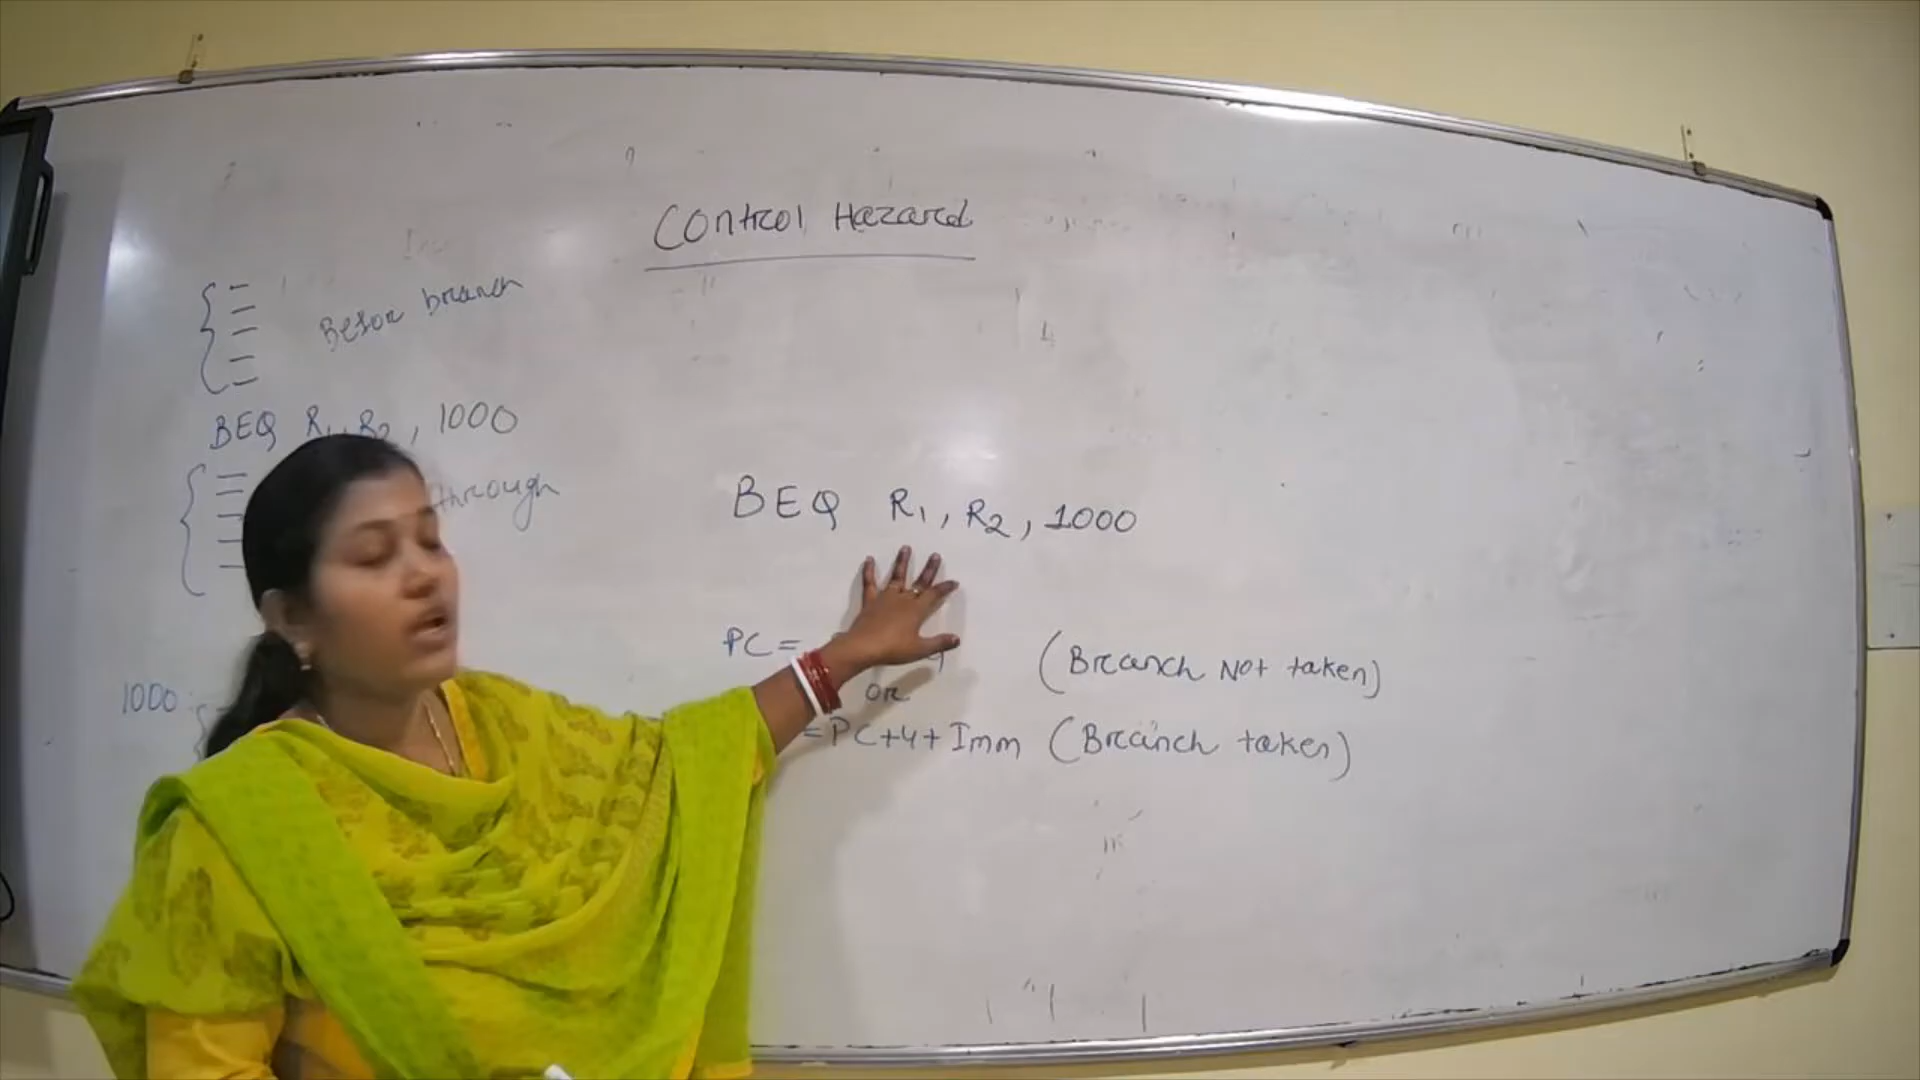 Control Hazard
Befor branch
BEQ R1, R2, 1000
through
BEQ R1, R2, 1000
PC =
(Branch Not taken)
or
1000
= PC+4+Imm (Branch taken)